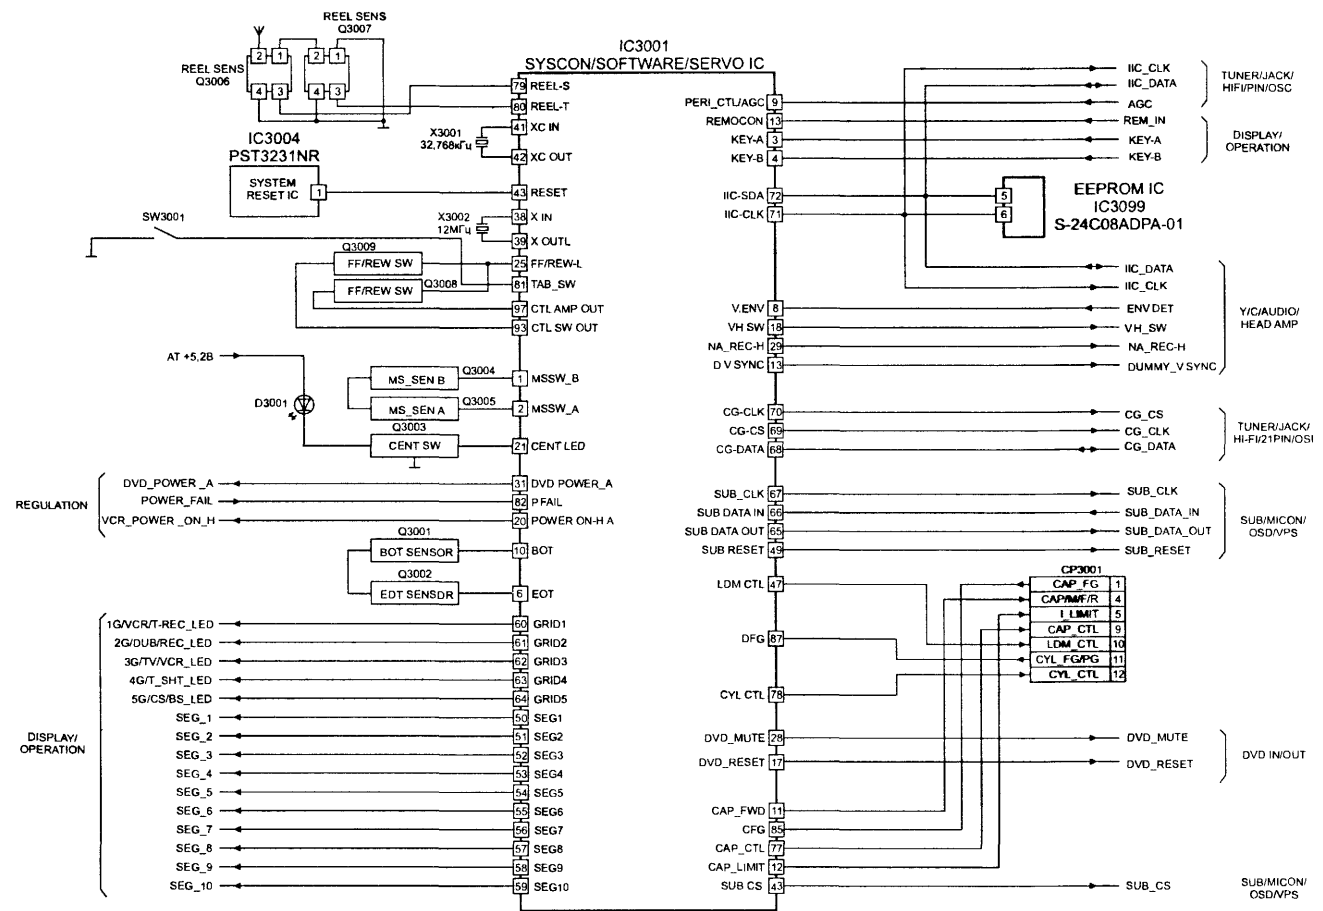 REEL SENS
Q3007
2 1 2 1
REEL SENS
Q3006
4 3 4 3
IC3001
SYSCON/SOFTWARE/SERVO IC
79 REEL-S
80 REEL-T
X3001
32,768кГц
41 XC IN
42 XC OUT
IC3004
PST3231NR
SYSTEM
RESET IC
1
43 RESET
X3002
12МГц
38 X IN
39 X OUTL
SW3001
Q3009
FF/REW SW
25 FF/REW-L
FF/REW SW
Q3008
81 TAB_SW
97 CTL AMP OUT
93 CTL SW OUT
AT +5,2В
D3001
MS_SEN B
Q3004
1 MSSW_B
MS_SEN A
Q3005
2 MSSW_A
Q3003
CENT SW
21 CENT LED
REGULATION
DVD_POWER _A
31 DVD POWER_A
POWER_FAIL
82 P FAIL
VCR_POWER _ON_H
20 POWER ON-H A
Q3001
BOT SENSOR
10 BOT
Q3002
EDT SENSDR
6 EOT
DISPLAY/
OPERATION
1G/VCR/T-REC_LED 60 GRID1
2G/DUB/REC_LED 61 GRID2
3G/TV/VCR_LED 62 GRID3
4G/T_SHT_LED 63 GRID4
5G/CS/BS_LED 64 GRID5
SEG_1 50 SEG1
SEG_2 51 SEG2
SEG_3 52 SEG3
SEG_4 53 SEG4
SEG_5 54 SEG5
SEG_6 55 SEG6
SEG_7 56 SEG7
SEG_8 57 SEG8
SEG_9 58 SEG9
SEG_10 59 SEG10
IIC_CLK
IIC_DATA
PERI_CTL/AGC 9 AGC
TUNER/JACK/
HIFI/PIN/OSC
REMOCON 13 REM_IN
KEY-A 3 KEY-A
KEY-B 4 KEY-B
DISPLAY/
OPERATION
IIC-SDA 72 5
IIC-CLK 71 6
EEPROM IC
IC3099
S-24C08ADPA-01
IIC_DATA
IIC_CLK
V.ENV 8 ENV DET
VH SW 18 VH_SW
NA_REC-H 29 NA_REC-H
D V SYNC 13 DUMMY_V SYNC
Y/C/AUDIO/
HEAD AMP
CG-CLK 70 CG_CS
CG-CS 69 CG_CLK
CG-DATA 68 CG_DATA
TUNER/JACK/
HI-FI/21PIN/OSI
SUB_CLK 67 SUB_CLK
SUB DATA IN 66 SUB_DATA_IN
SUB DATA OUT 65 SUB_DATA_OUT
SUB RESET 49 SUB_RESET
SUB/MICON/
OSD/VPS
CP3001
CAP_FG 1
CAP/M/F/R 4
I_LIMIT 5
CAP_CTL 9
LDM_CTL 10
CYL_FG/PG 11
CYL_CTL 12
LDM CTL 47
DFG 87
CYL CTL 78
DVD_MUTE 28 DVD_MUTE
DVD_RESET 17 DVD_RESET
DVD IN/OUT
CAP_FWD 11
CFG 85
CAP_CTL 77
CAP_LIMIT 12
SUB CS 43 SUB_CS
SUB/MICON/
OSD/VPS